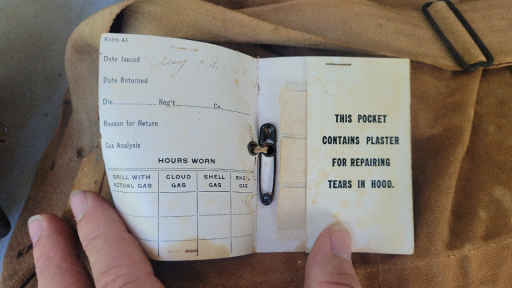 Date Issued
Date Returned
Div. Reg't. Co.
Reason for Return
Gas Analysis
HOURS WORN
DRILL WITH ACTUAL GAS
CLOUD GAS
SHELL GAS
THIS POCKET
CONTAINS PLASTER
FOR REPAIRING
TEARS IN HOOD.